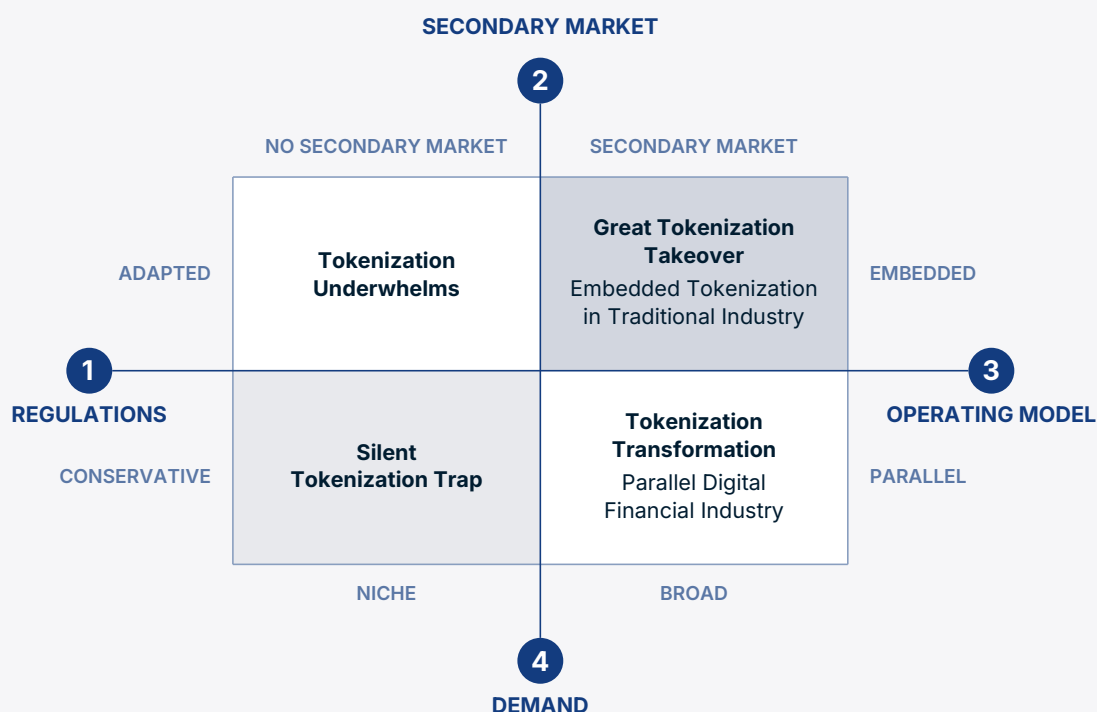 SECONDARY MARKET
2
NO SECONDARY MARKET
SECONDARY MARKET
Tokenization
Underwhelms
Great Tokenization
Takeover
Embedded Tokenization
in Traditional Industry
ADAPTED
EMBEDDED
1
REGULATIONS
3
OPERATING MODEL
CONSERVATIVE
Silent
Tokenization Trap
Tokenization
Transformation
Parallel Digital
Financial Industry
PARALLEL
NICHE
BROAD
4
DEMAND